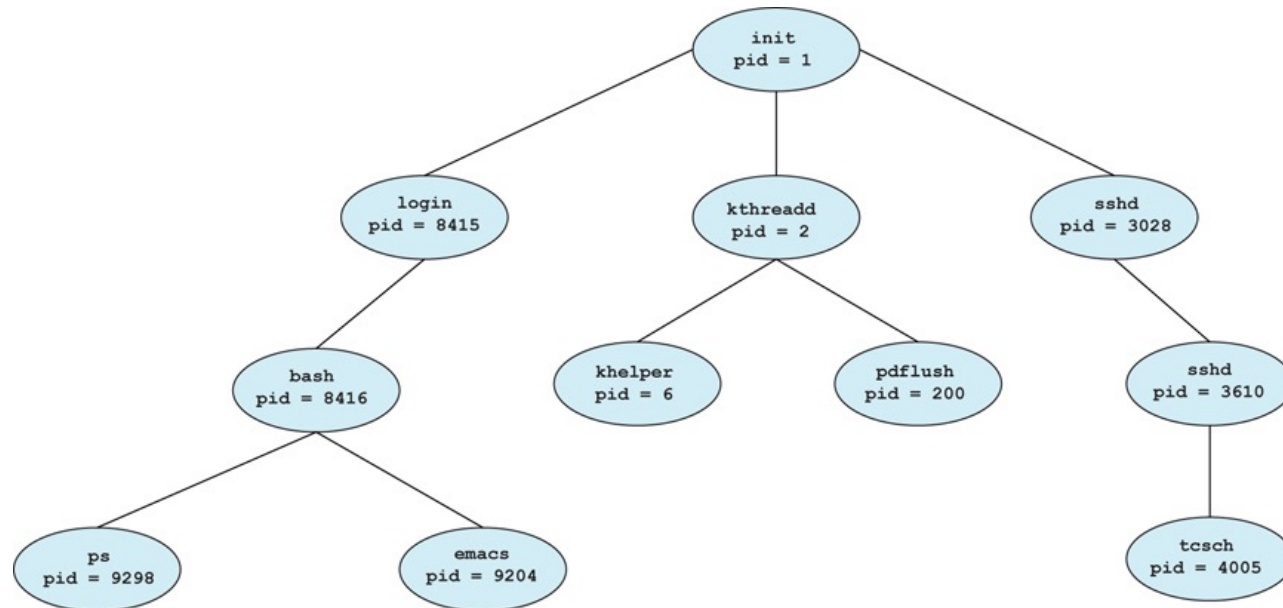 init
pid = 1
login
pid = 8415
kthreadd
pid = 2
sshd
pid = 3028
bash
pid = 8416
khelper
pid = 6
pdflush
pid = 200
sshd
pid = 3610
ps
pid = 9298
emacs
pid = 9204
tcsch
pid = 4005